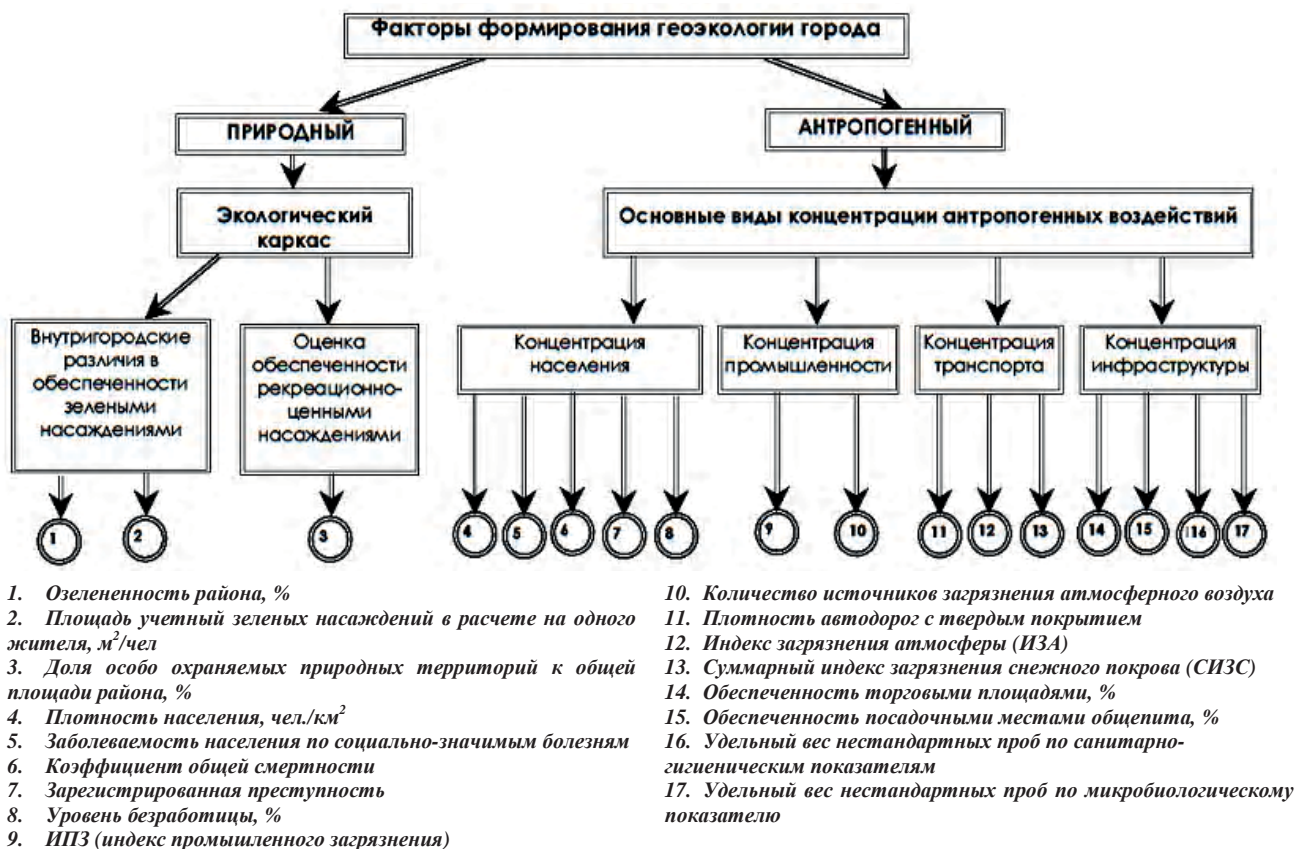 Факторы формирования геоэкологии города
ПРИРОДНЫЙ
АНТРОПОГЕННЫЙ
Экологический
каркас
Основные виды концентрации антропогенных воздействий
Внутригородские
различия в
обеспеченности
зелеными
насаждениями
Оценка
обеспеченности
рекреационно-
ценными
насаждениями
Концентрация
населения
Концентрация
промышленности
Концентрация
транспорта
Концентрация
инфраструктуры
1 2 3 4 5 6 7 8 9 10 11 12 13 14 15 16 17
1. Озелененность района, %
2. Площадь учетный зеленых насаждений в расчете на одного
жителя, м²/чел
3. Доля особо охраняемых природных территорий к общей
площади района, %
4. Плотность населения, чел./км²
5. Заболеваемость населения по социально-значимым болезням
6. Коэффициент общей смертности
7. Зарегистрированная преступность
8. Уровень безработицы, %
9. ИПЗ (индекс промышленного загрязнения)
10. Количество источников загрязнения атмосферного воздуха
11. Плотность автодорог с твердым покрытием
12. Индекс загрязнения атмосферы (ИЗА)
13. Суммарный индекс загрязнения снежного покрова (СИЗС)
14. Обеспеченность торговыми площадями, %
15. Обеспеченность посадочными местами общепита, %
16. Удельный вес нестандартных проб по санитарно-
гигиеническим показателям
17. Удельный вес нестандартных проб по микробиологическому
показателю